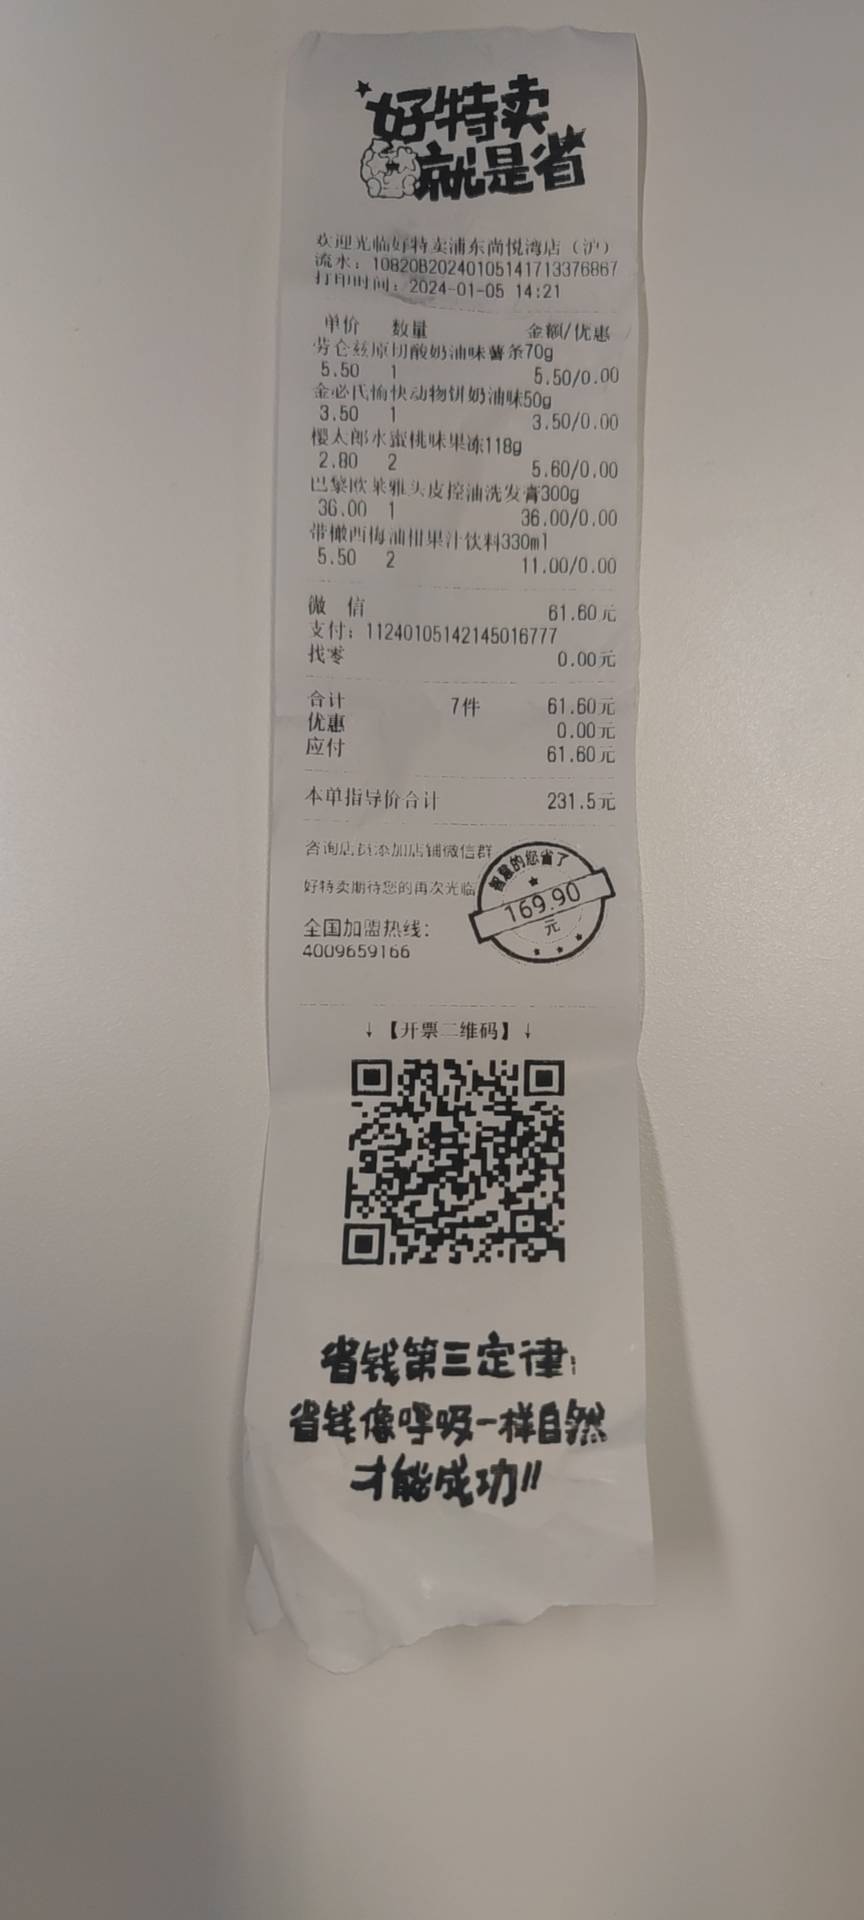 好特卖
就是省
欢迎光临好特卖浦东尚悦湾店（沪）
流水：10820B20240105141713376867
打印时间：2024-01-05 14:21
单价 数量 金额/优惠
劳仑兹原切酸奶油味薯条70g
5.50 1 5.50/0.00
金必氏愉快动物饼奶油味50g
3.50 1 3.50/0.00
樱太郎水蜜桃味果冻118g
2.80 2 5.60/0.00
巴黎欧莱雅头皮控油洗发膏300g
36.00 1 36.00/0.00
带橄西梅油柑果汁饮料330ml
5.50 2 11.00/0.00
微 信 61.60元
支付：11240105142145016777
找零 0.00元
合计 7件 61.60元
优惠 0.00元
应付 61.60元
本单指导价合计 231.5元
咨询店员添加店铺微信群
好特卖期待您的再次光临
智慧的您省了
169.90
元
全国加盟热线：
4009659166
↓【开票二维码】↓
省钱第三定律：
省钱像呼吸一样自然
才能成功!!